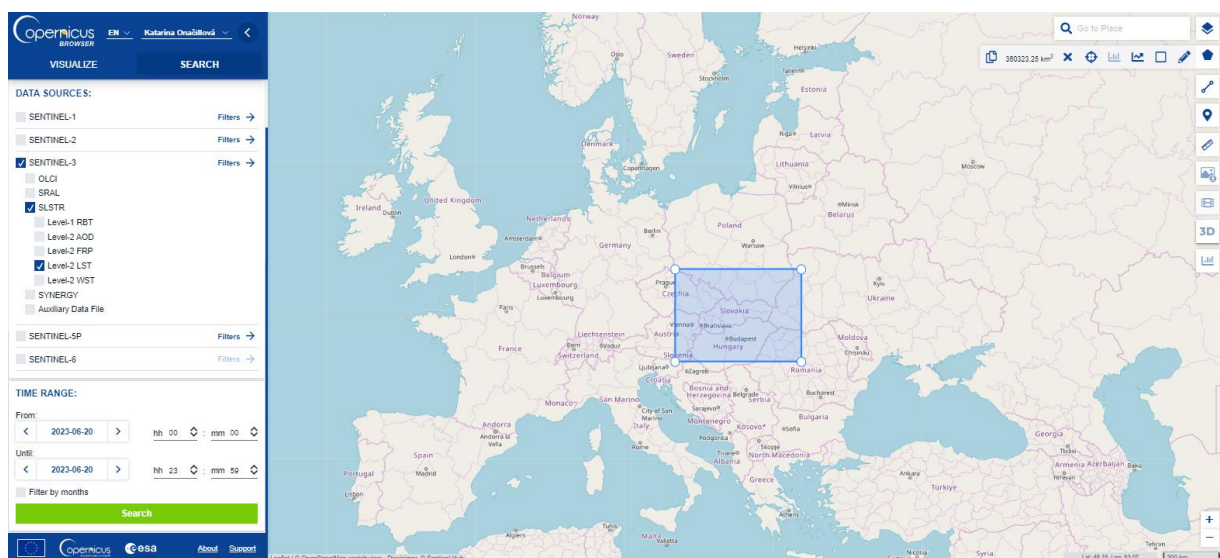 Copernicus
BROWSER
EN
Katarina Onačillová
VISUALIZE
SEARCH
DATA SOURCES:
SENTINEL-1
Filters →
SENTINEL-2
Filters →
SENTINEL-3
Filters →
OLCI
SRAL
SLSTR
Level-1 RBT
Level-2 AOD
Level-2 FRP
Level-2 LST
Level-2 WST
SYNERGY
Auxiliary Data File
SENTINEL-5P
Filters →
SENTINEL-6
Filters →
TIME RANGE:
From:
2023-06-20
hh 00 : mm 00
Until:
2023-06-20
hh 23 : mm 59
Filter by months
Search
Copernicus
esa
About
Support
Go to Place
380323.25 km²
3D
Norway
Oslo
Sweden
Stockholm
Helsinki
Tallinn
Estonia
Riga
Latvia
Denmark
Copenhagen
Lithuania
Vilnius
Moscow
Minsk
Belarus
Ireland
Dublin
United Kingdom
Netherlands
Amsterdam
Berlin
Poland
Warsaw
Germany
London
Brussels
Belgium
Luxembourg
Luxembourg
Prague
Czechia
Kyiv
Ukraine
Paris
Slovakia
Vienna
Bratislava
Liechtenstein
Austria
Budapest
Hungary
Moldova
Chișinău
France
Bern
Vaduz
Switzerland
Slovenia
Ljubljana
Zagreb
Croatia
Romania
Bosnia and
Herzegovina
Belgrade
Serbia
Bucharest
Monaco
San Marino
City of San
Marino
Sarajevo
Italy
Montenegro
Kosovo
Sofia
Bulgaria
Andorra
Andorra la
Vella
Podgorica
Skopje
Rome
Tirane
North Macedonia
Albania
Georgia
Tbilisi
Armenia
Azerbaijan
Baku
Yerevan
Spain
Madrid
Portugal
Lisbon
Greece
Athens
Ankara
Türkiye
Algiers
Tunis
Malta
Valletta
Nicosia
Syria
Tehran